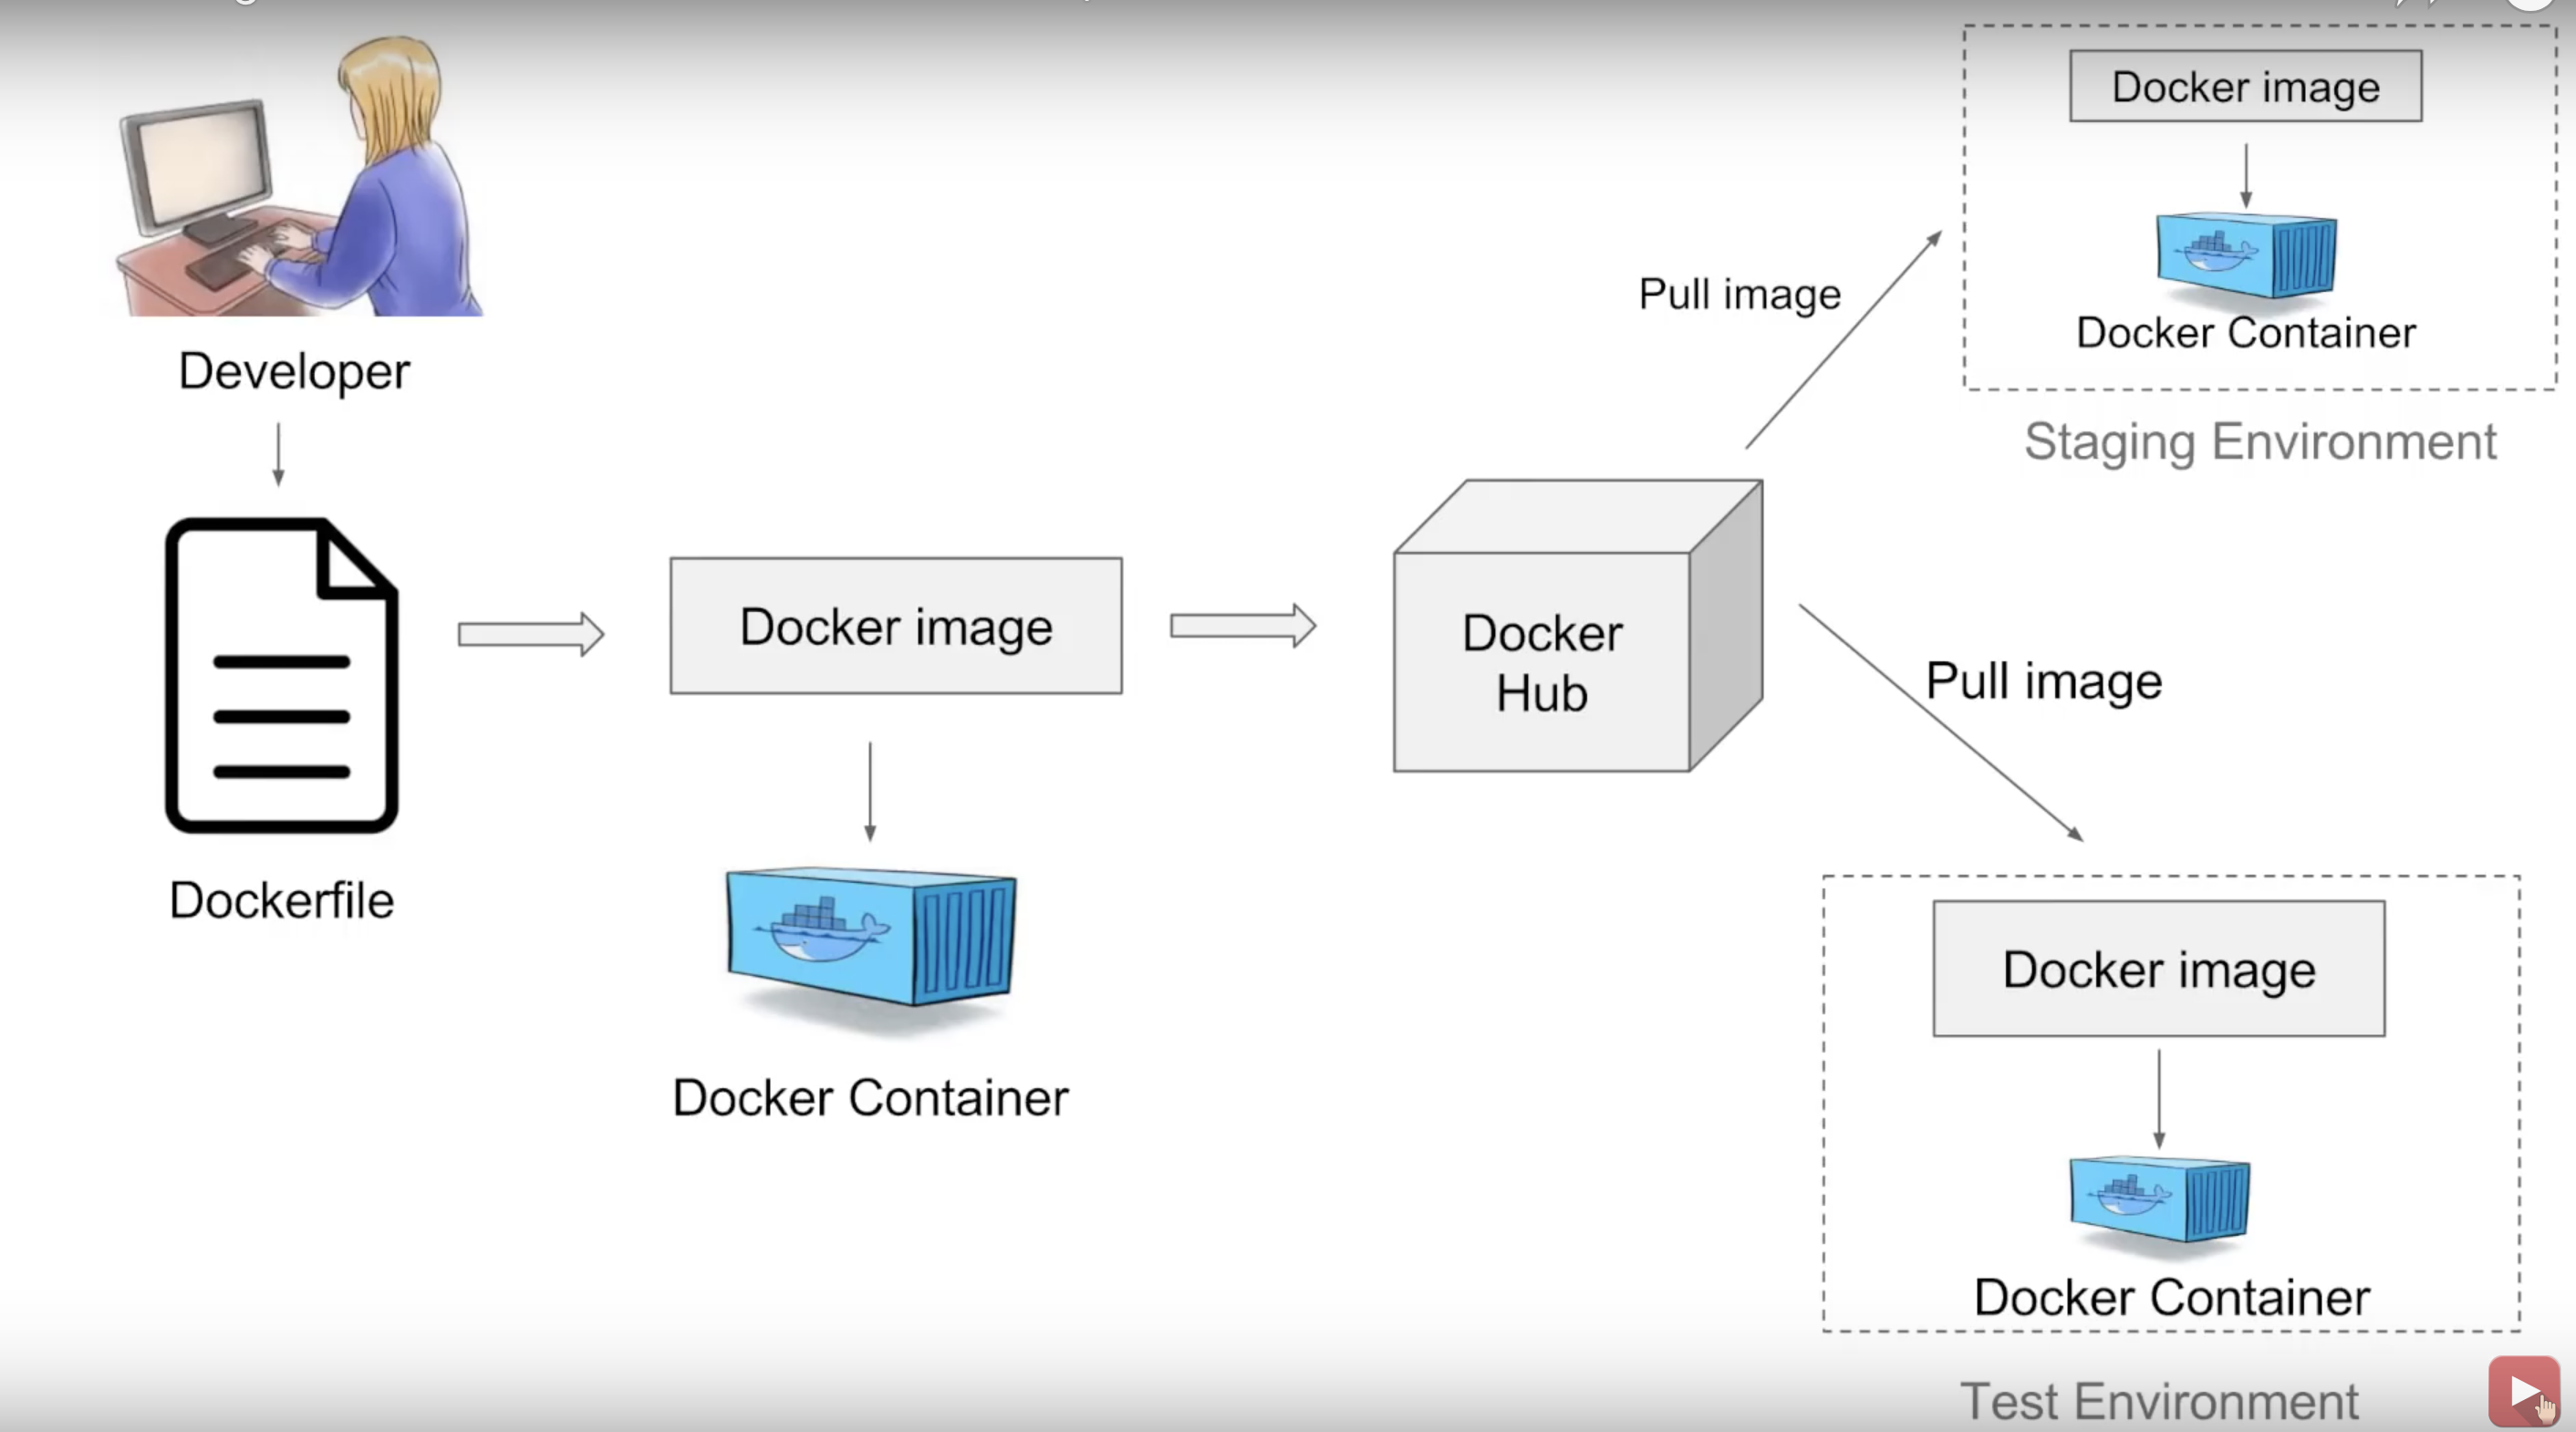 Developer
Dockerfile
Docker image
Docker Container
Docker
Hub
Pull image
Docker image
Docker Container
Staging Environment
Pull image
Docker image
Docker Container
Test Environment